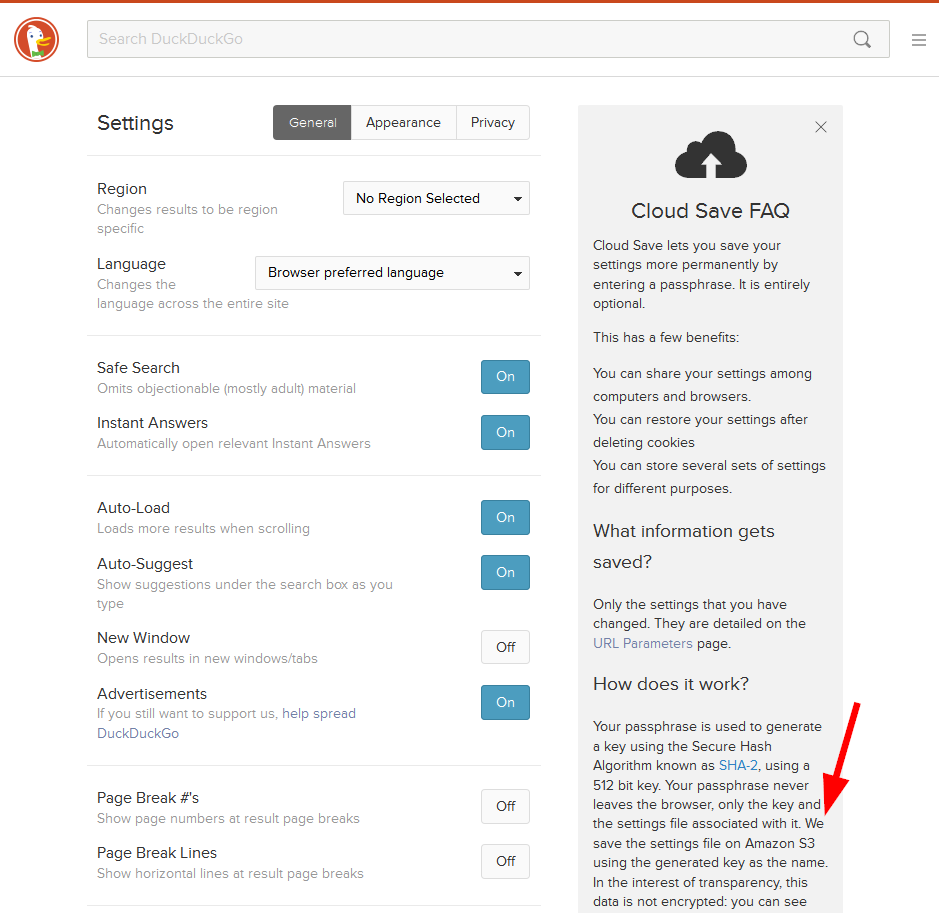 Search DuckDuckGo
Settings
General
Appearance
Privacy
Region
Changes results to be region
specific
No Region Selected
Language
Changes the
language across the entire site
Browser preferred language
Safe Search
Omits objectionable (mostly adult) material
On
Instant Answers
Automatically open relevant Instant Answers
On
Auto-Load
Loads more results when scrolling
On
Auto-Suggest
Show suggestions under the search box as you
type
On
New Window
Opens results in new windows/tabs
Off
Advertisements
If you still want to support us, help spread
DuckDuckGo
On
Page Break #'s
Show page numbers at result page breaks
Off
Page Break Lines
Show horizontal lines at result page breaks
Off
Cloud Save FAQ
Cloud Save lets you save your
settings more permanently by
entering a passphrase. It is entirely
optional.
This has a few benefits:
You can share your settings among
computers and browsers.
You can restore your settings after
deleting cookies
You can store several sets of settings
for different purposes.
What information gets
saved?
Only the settings that you have
changed. They are detailed on the
URL Parameters page.
How does it work?
Your passphrase is used to generate
a key using the Secure Hash
Algorithm known as SHA-2, using a
512 bit key. Your passphrase never
leaves the browser, only the key and
the settings file associated with it. We
save the settings file on Amazon S3
using the generated key as the name.
In the interest of transparency, this
data is not encrypted: you can see